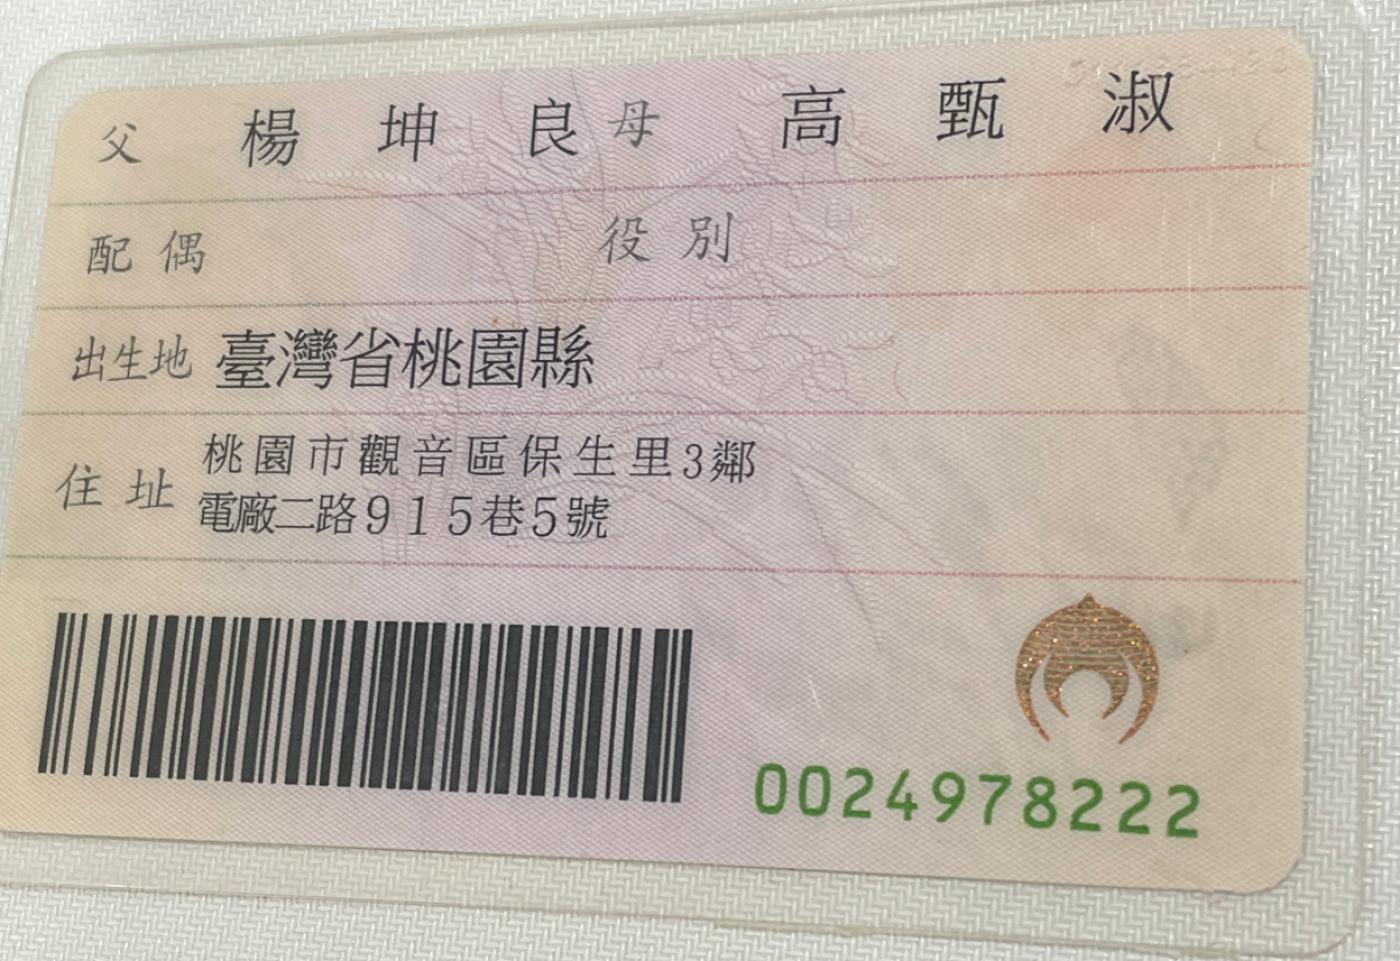 父 楊坤良 母 高甄淑
配偶 役別
出生地 臺灣省桃園縣
住址 桃園市觀音區保生里3鄰
電廠二路915巷5號
0024978222